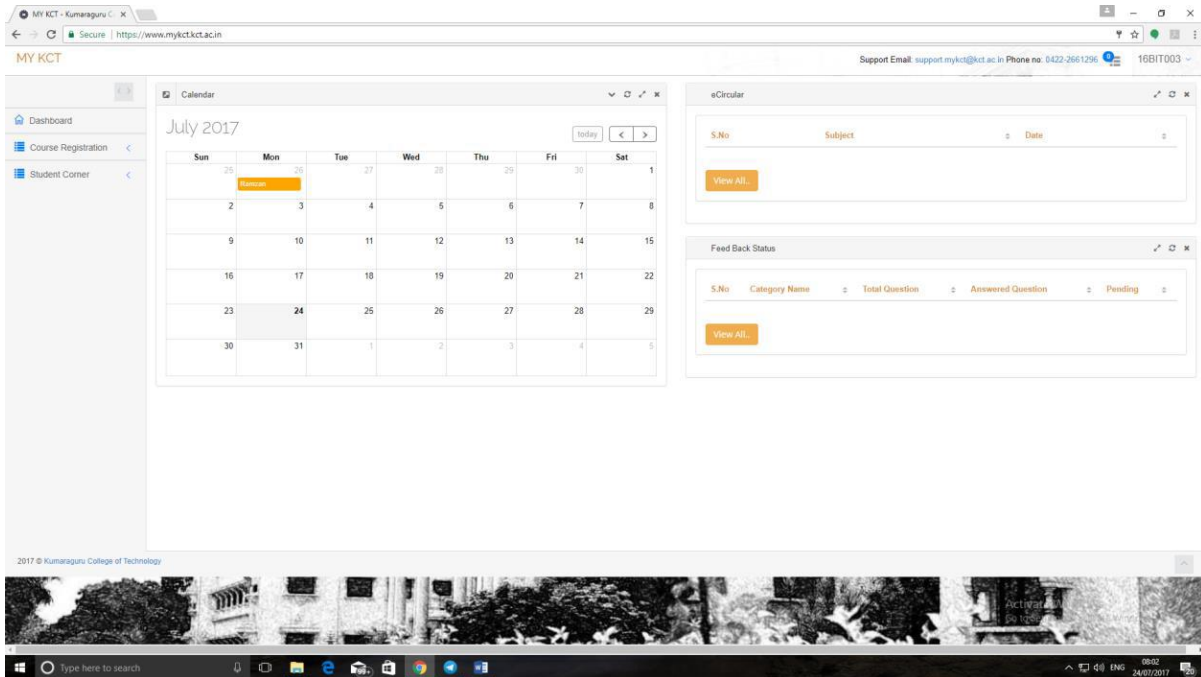 MY KCT - Kumaraguru C
Secure | https://www.mykct.kct.ac.in
MY KCT
Support Email: support.mykct@kct.ac.in Phone no: 0422-2661296
16BIT003
Dashboard
Course Registration
Student Corner
Calendar
July 2017
today
Sun Mon Tue Wed Thu Fri Sat
25 26 27 28 29 30 1
Ramzan
2 3 4 5 6 7 8
9 10 11 12 13 14 15
16 17 18 19 20 21 22
23 24 25 26 27 28 29
30 31 1 2 3 4 5
eCircular
S.No Subject Date
View All..
Feed Back Status
S.No Category Name Total Question Answered Question Pending
View All..
2017 © Kumaraguru College of Technology
Type here to search
99+
ENG
08:02
24/07/2017
20